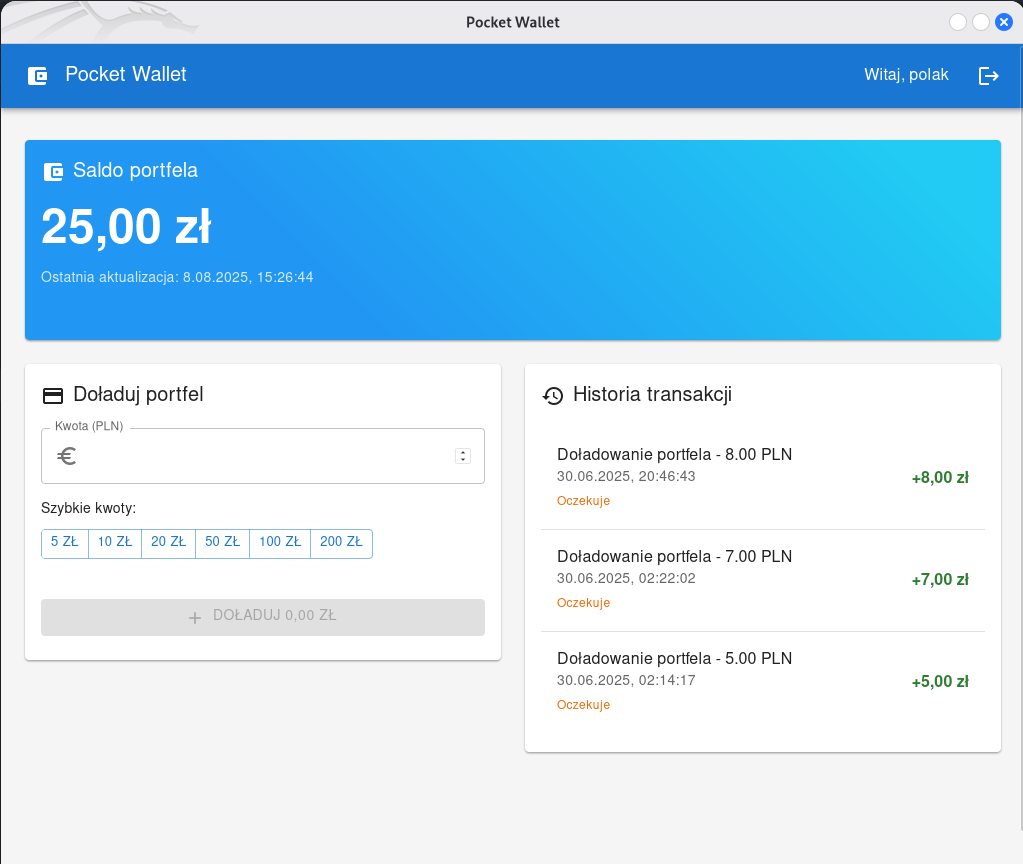 Pocket Wallet
Pocket Wallet
Witaj, polak
Saldo portfela
25,00 zł
Ostatnia aktualizacja: 8.08.2025, 15:26:44
Doładuj portfel
Kwota (PLN)
€
Szybkie kwoty:
5 ZŁ 10 ZŁ 20 ZŁ 50 ZŁ 100 ZŁ 200 ZŁ
+ DOŁADUJ 0,00 ZŁ
Historia transakcji
Doładowanie portfela - 8.00 PLN
30.06.2025, 20:46:43
+8,00 zł
Oczekuje
Doładowanie portfela - 7.00 PLN
30.06.2025, 02:22:02
+7,00 zł
Oczekuje
Doładowanie portfela - 5.00 PLN
30.06.2025, 02:14:17
+5,00 zł
Oczekuje